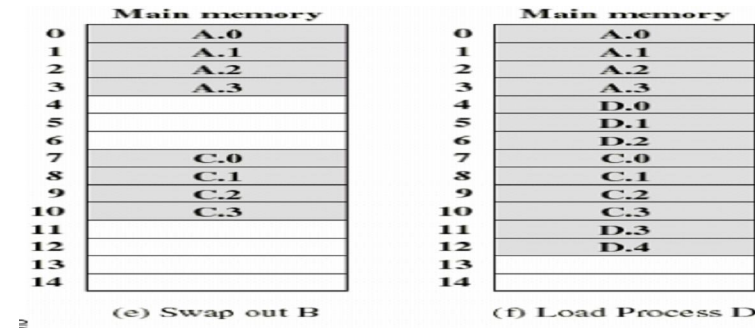 Main memory
0 A.0
1 A.1
2 A.2
3 A.3
4
5
6
7 C.0
8 C.1
9 C.2
10 C.3
11
12
13
14
(e) Swap out B
Main memory
0 A.0
1 A.1
2 A.2
3 A.3
4 D.0
5 D.1
6 D.2
7 C.0
8 C.1
9 C.2
10 C.3
11 D.3
12 D.4
13
14
(f) Load Process D